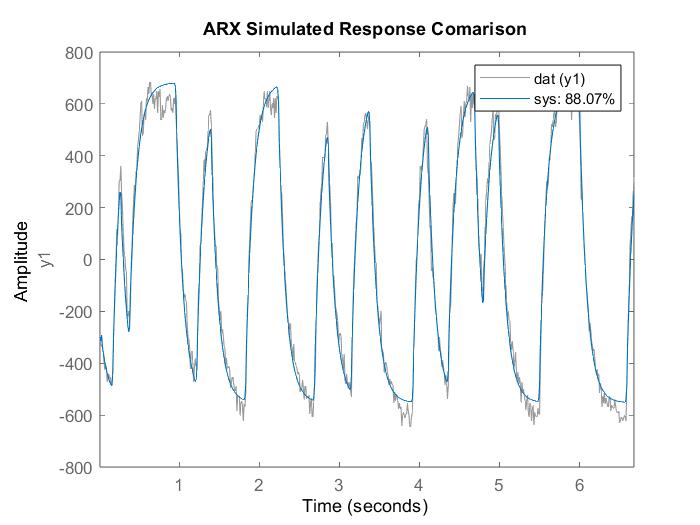 ARX Simulated Response Comarison
800
600
400
200
0
-200
-400
-600
-800
Amplitude
y1
dat (y1)
sys: 88.07%
1
2
3
4
5
6
Time (seconds)